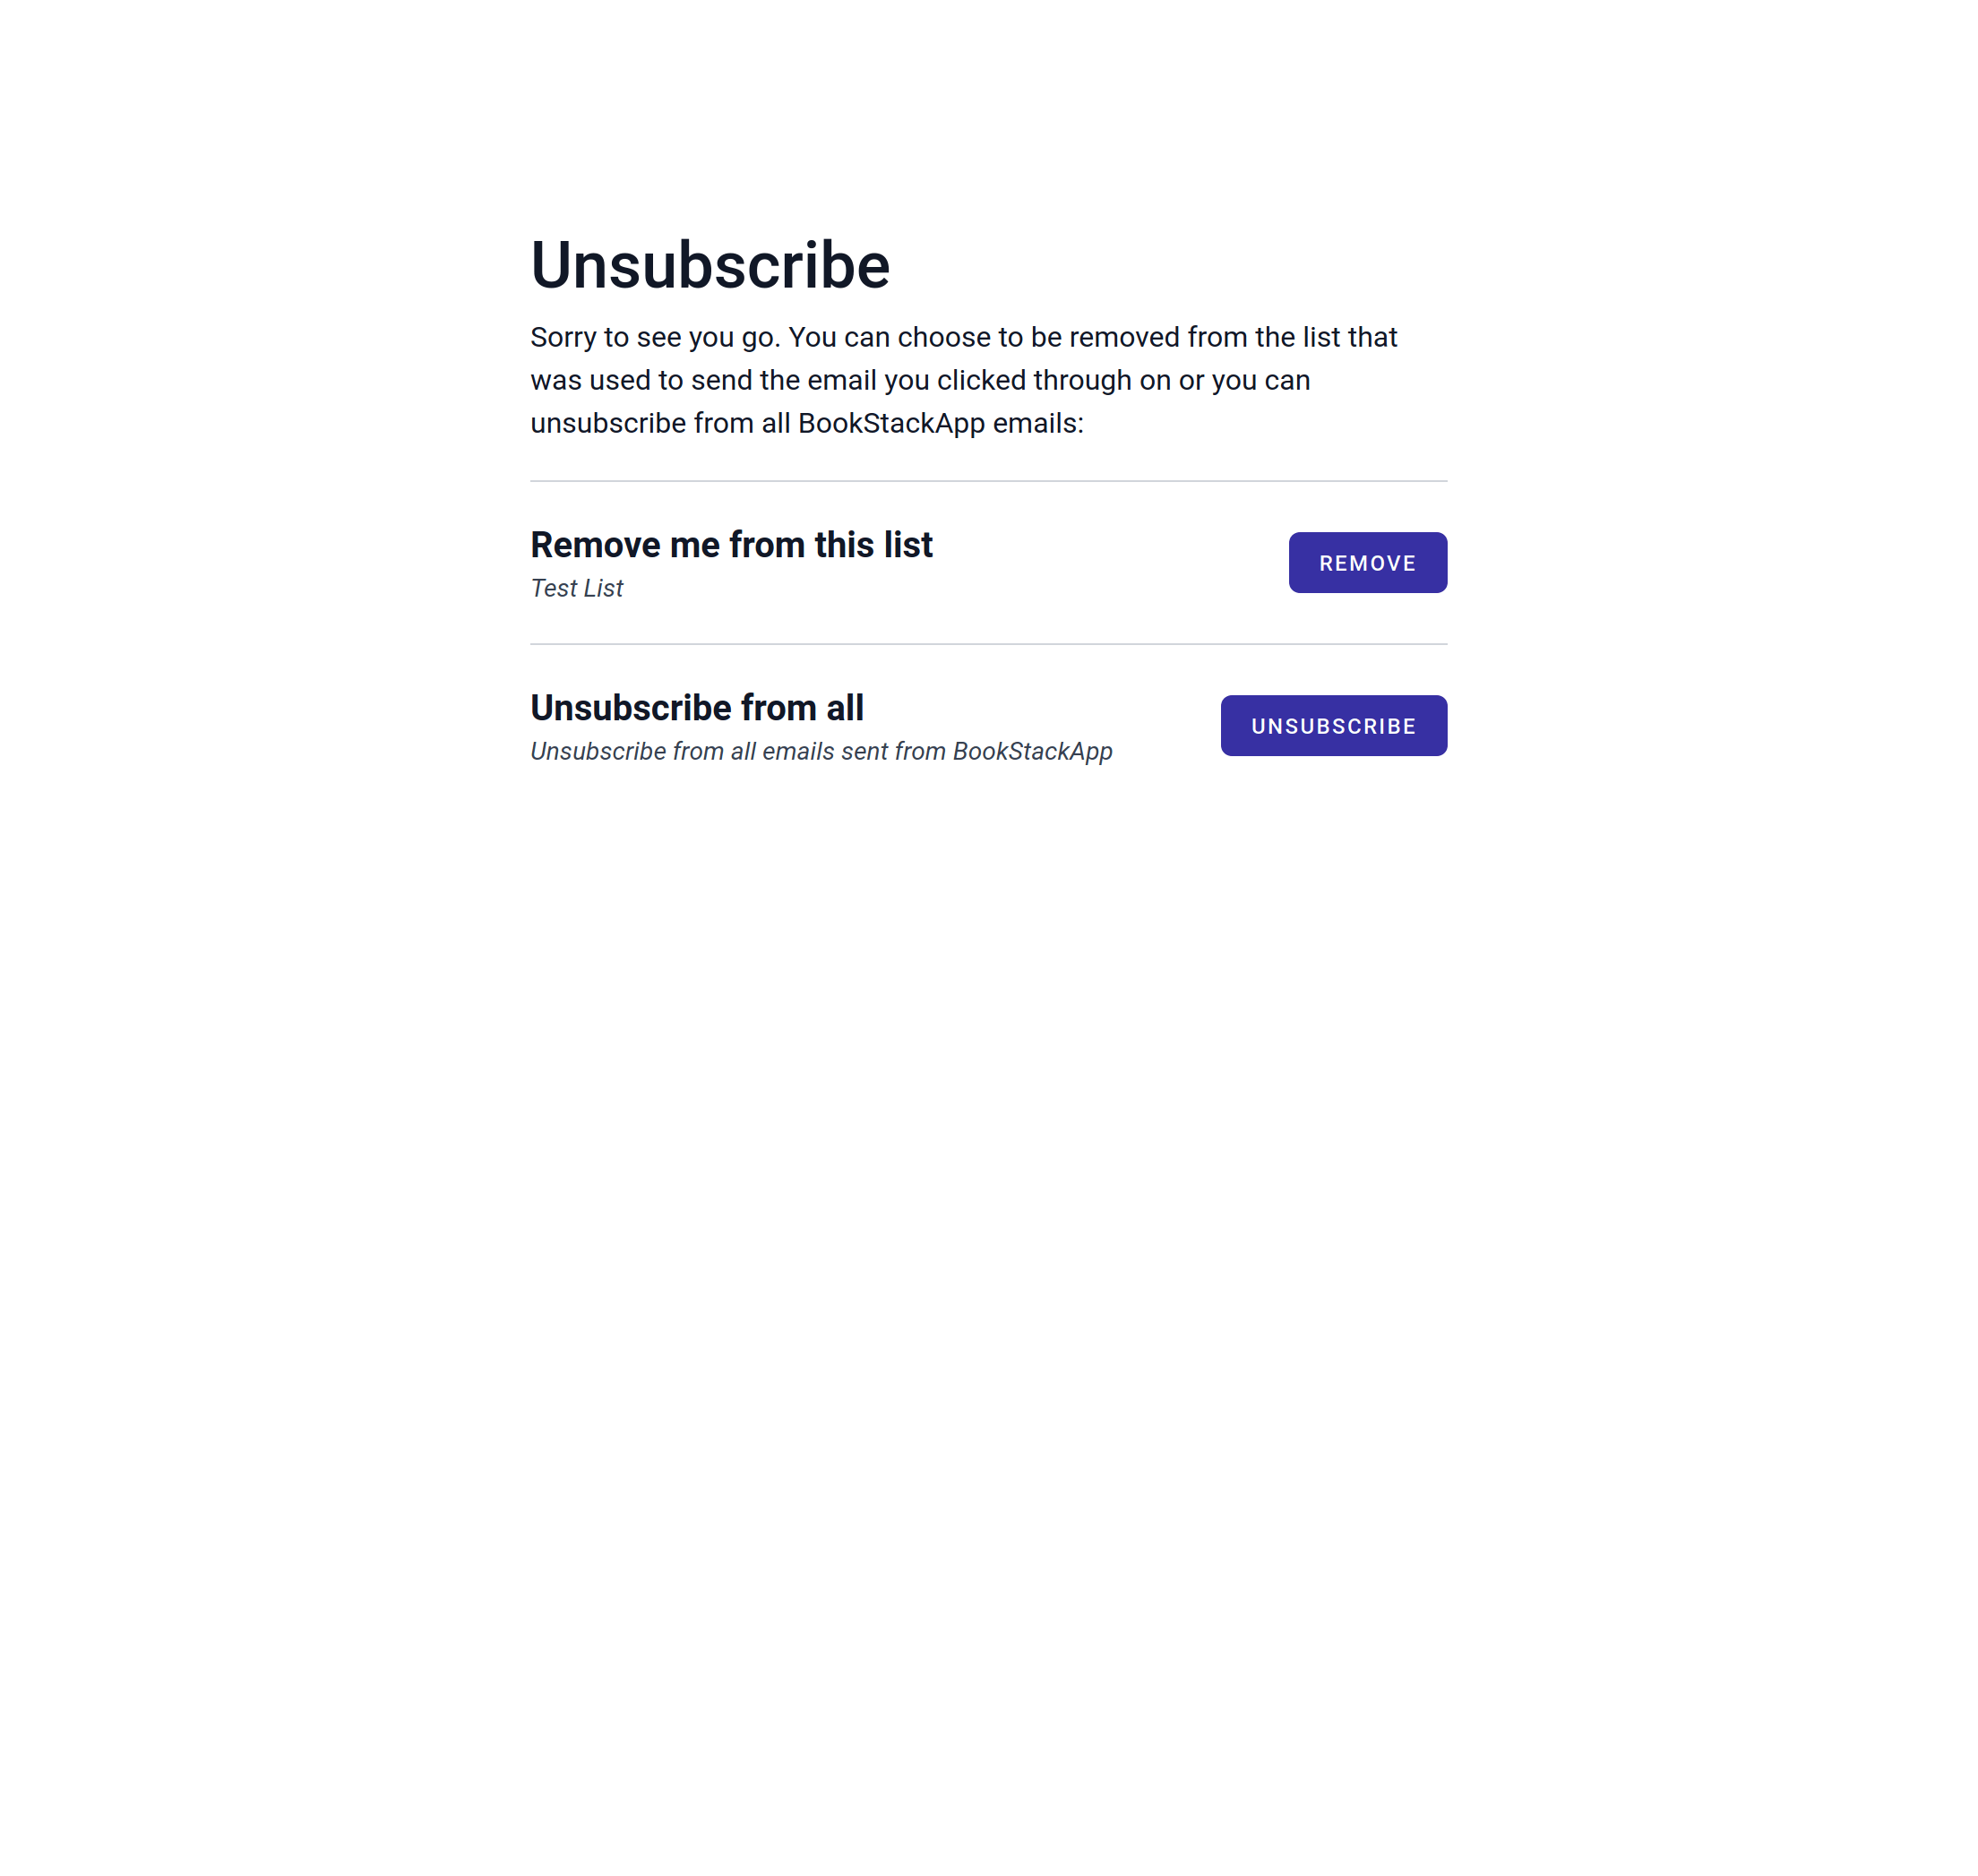 Unsubscribe
Sorry to see you go. You can choose to be removed from the list that
was used to send the email you clicked through on or you can
unsubscribe from all BookStackApp emails:
Remove me from this list
Test List
REMOVE
Unsubscribe from all
Unsubscribe from all emails sent from BookStackApp
UNSUBSCRIBE